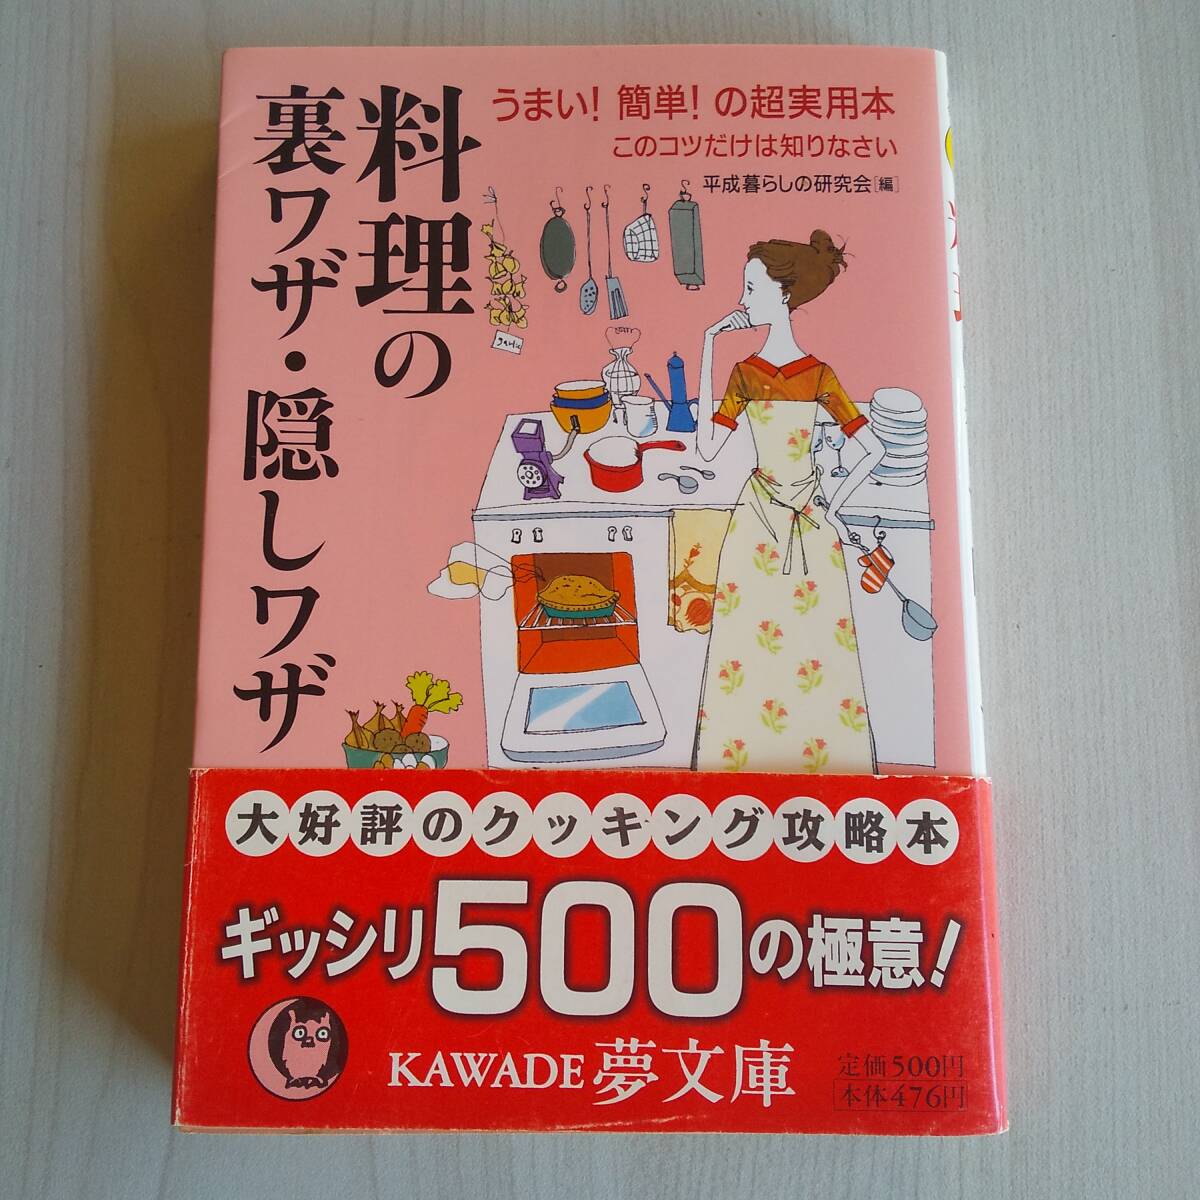 うまい！簡単！の超実用本
このコツだけは知りなさい
平成暮らしの研究会［編］
料理の
裏ワザ・隠しワザ
garlic
大好評のクッキング攻略本
ギッシリ500の極意！
KAWADE夢文庫
定価500円
本体476円